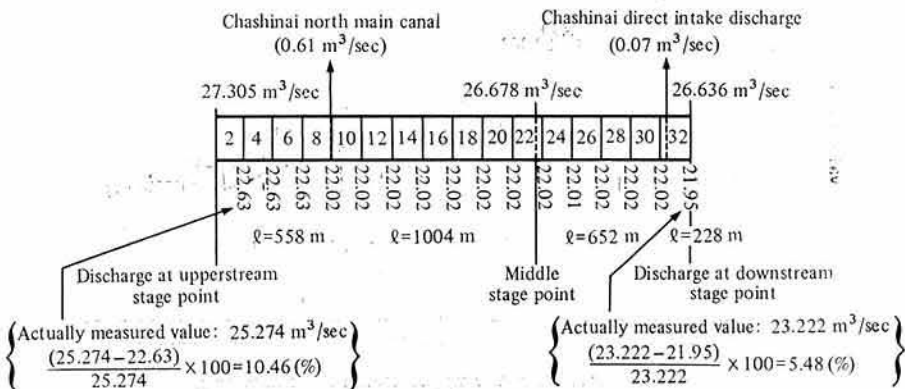 Chashinai north main canal
(0.61 m³/sec)
Chashinai direct intake discharge
(0.07 m³/sec)
27.305 m³/sec
26.678 m³/sec
26.636 m³/sec
2 4 6 8 10 12 14 16 18 20 22 24 26 28 30 32
22.63 22.63 22.63 22.02 22.02 22.02 22.02 22.02 22.02 22.02 22.02 22.01 22.02 22.02 21.95
ℓ=558 m
ℓ=1004 m
ℓ=652 m
ℓ=228 m
Discharge at upperstream
stage point
Middle
stage point
Discharge at downstream
stage point
Actually measured value: 25.274 m³/sec
(25.274−22.63)
25.274
×100=10.46(%)
Actually measured value: 23.222 m³/sec
(23.222−21.95)
23.222
×100=5.48(%)